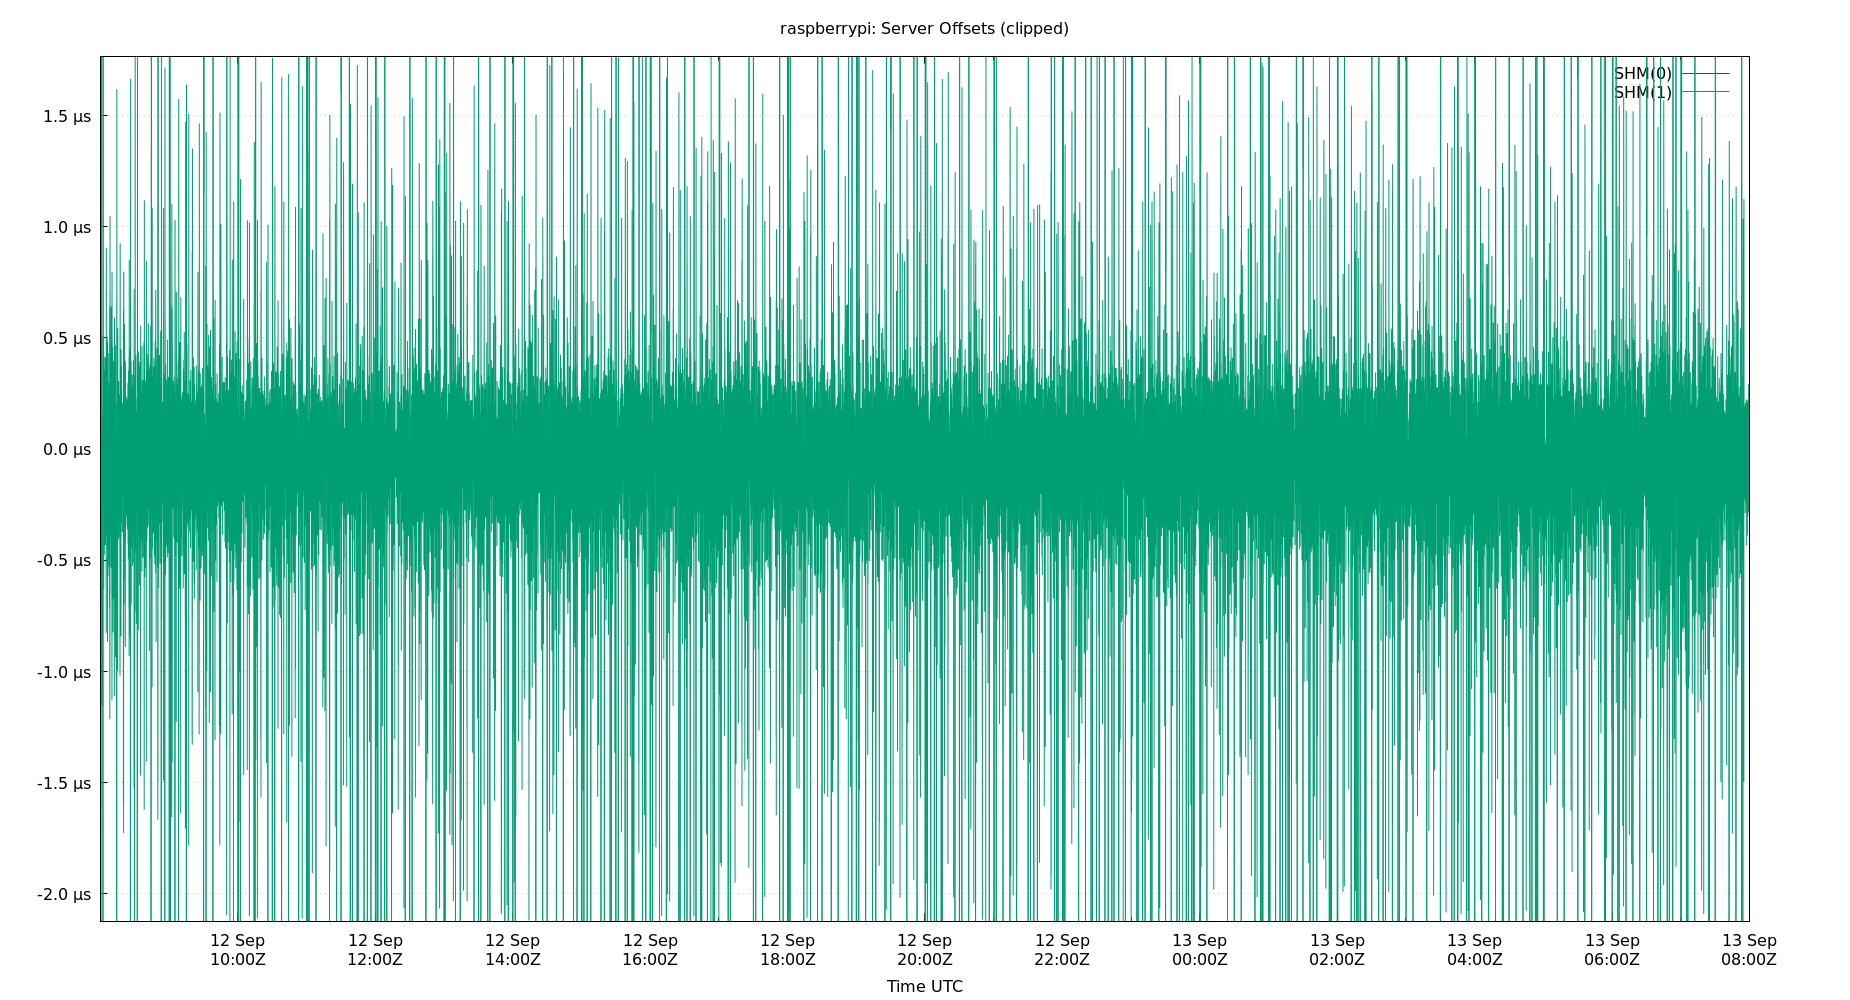 raspberrypi: Server Offsets (clipped)
SHM(0)
SHM(1)
1.5 µs
1.0 µs
0.5 µs
0.0 µs
-0.5 µs
-1.0 µs
-1.5 µs
-2.0 µs
12 Sep 12 Sep 12 Sep 12 Sep 12 Sep 12 Sep 12 Sep 13 Sep 13 Sep 13 Sep 13 Sep 13 Sep
10:00Z 12:00Z 14:00Z 16:00Z 18:00Z 20:00Z 22:00Z 00:00Z 02:00Z 04:00Z 06:00Z 08:00Z
Time UTC